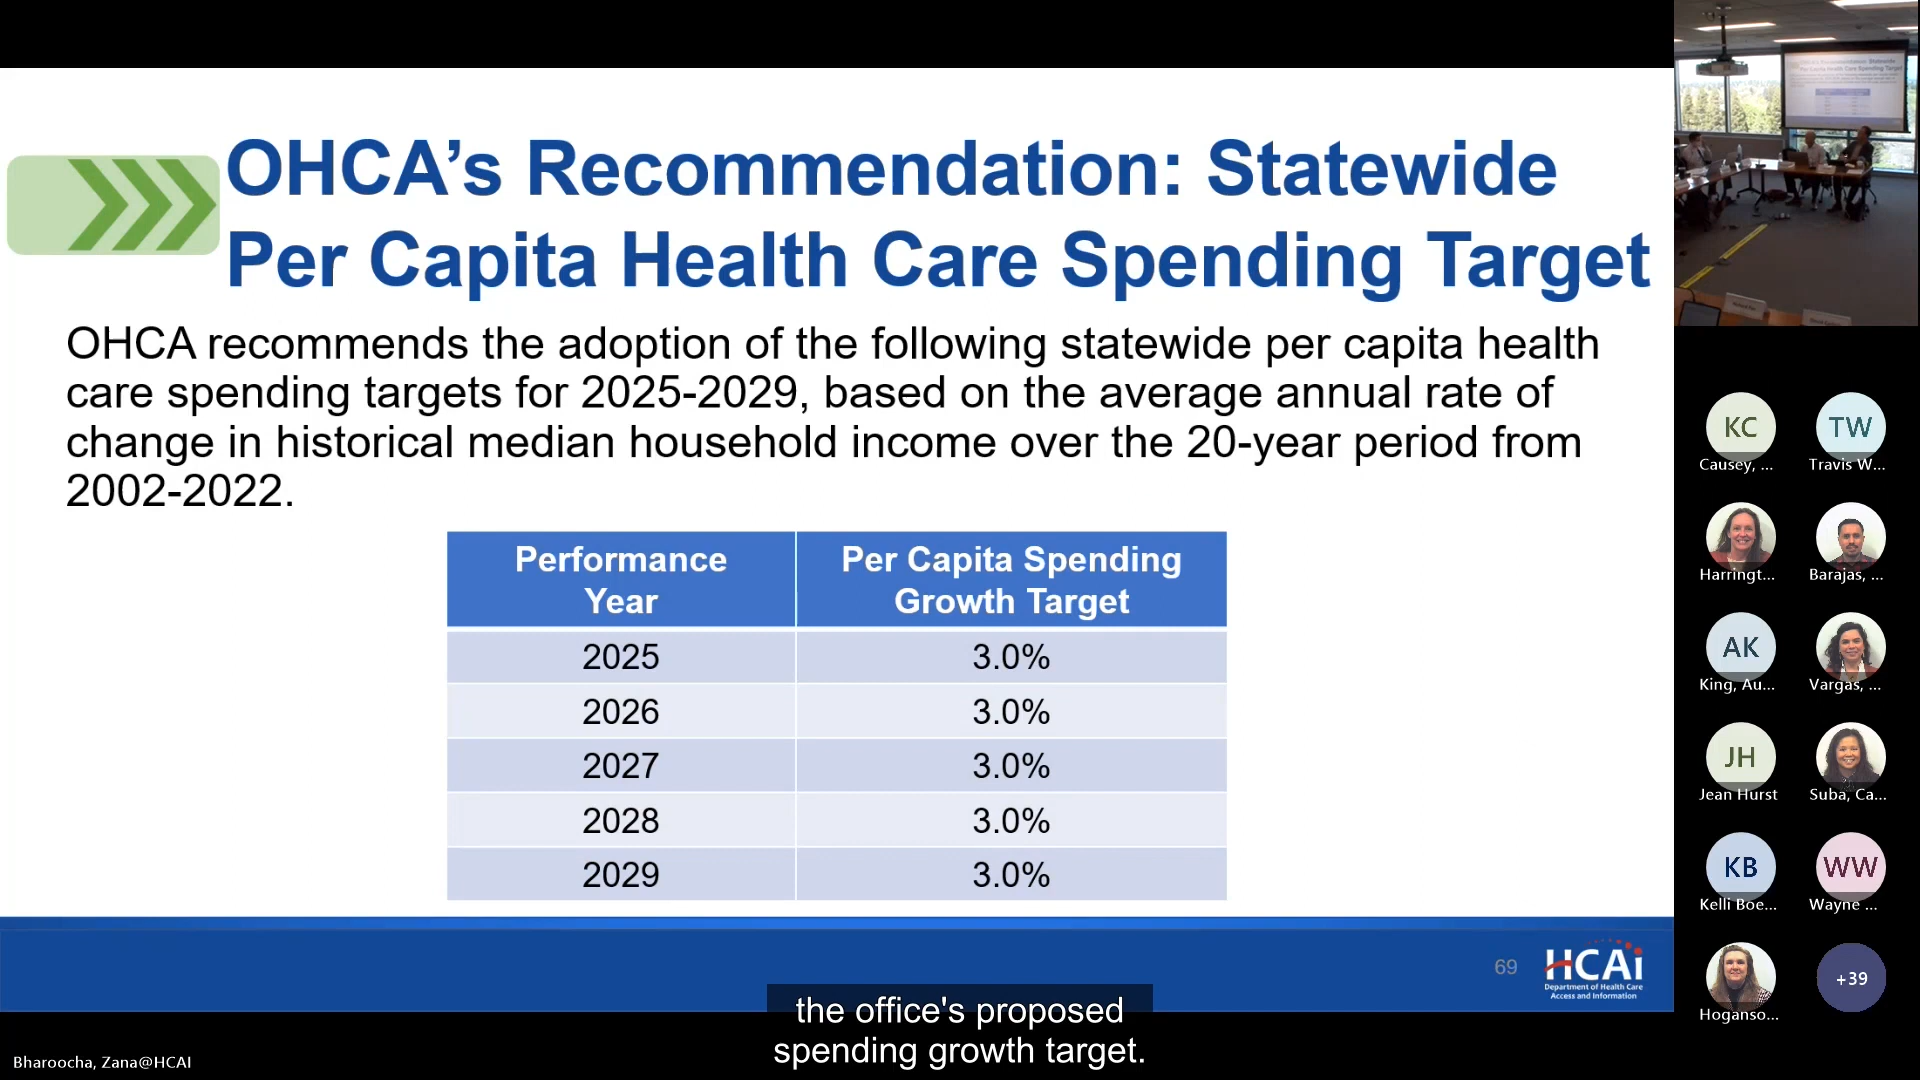 OHCA's Recommendation: Statewide
Per Capita Health Care Spending Target
OHCA recommends the adoption of the following statewide per capita health
care spending targets for 2025-2029, based on the average annual rate of
change in historical median household income over the 20-year period from
2002-2022.
Performance Year
Per Capita Spending Growth Target
2025 3.0%
2026 3.0%
2027 3.0%
2028 3.0%
2029 3.0%
69
HCAi
Department of Health Care
Access and Information
the office's proposed
spending growth target.
Bharoocha, Zana@HCAI
KC
Causey, ...
TW
Travis W...
Harringt...
Barajas, ...
AK
King, Au...
Vargas, ...
JH
Jean Hurst
Suba, Ca...
KB
Kelli Boe...
WW
Wayne ...
Hoganso...
+39